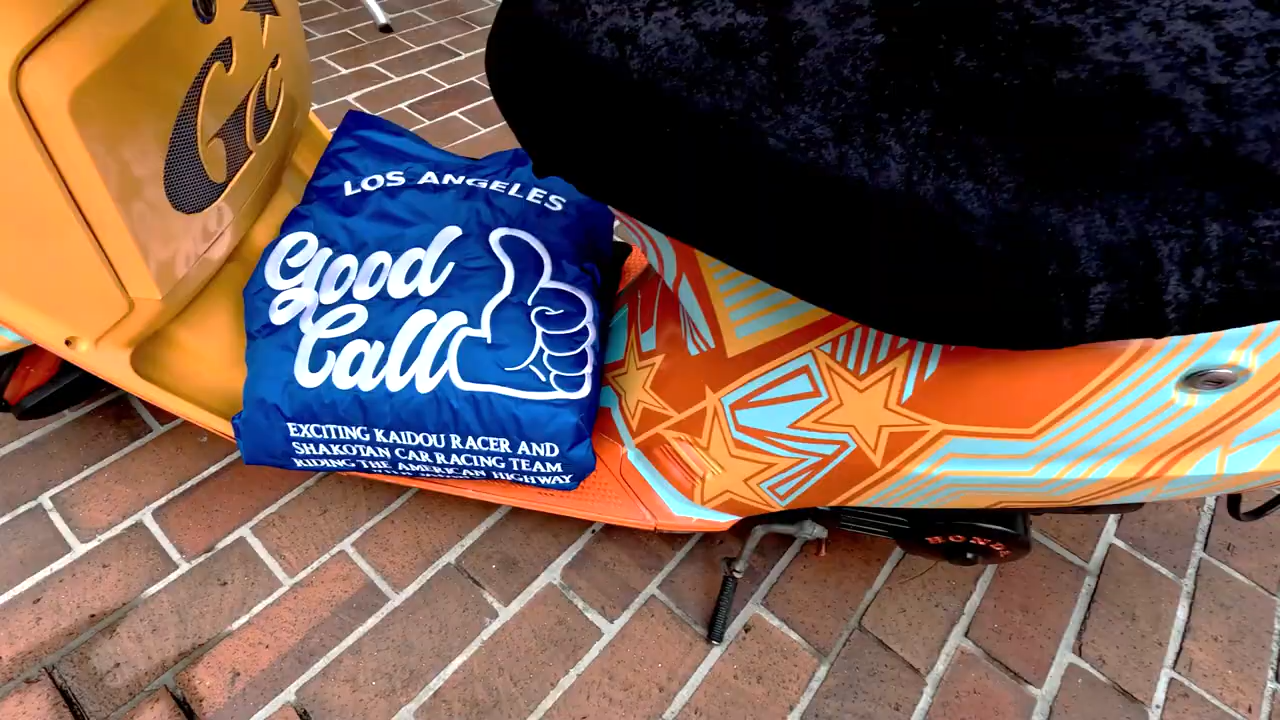 Gc
LOS ANGELES
Good
Call
EXCITING KAIDOU RACER AND
SHAKOTAN CAR RACING TEAM
RIDING THE AMERICAN HIGHWAY
HONDA